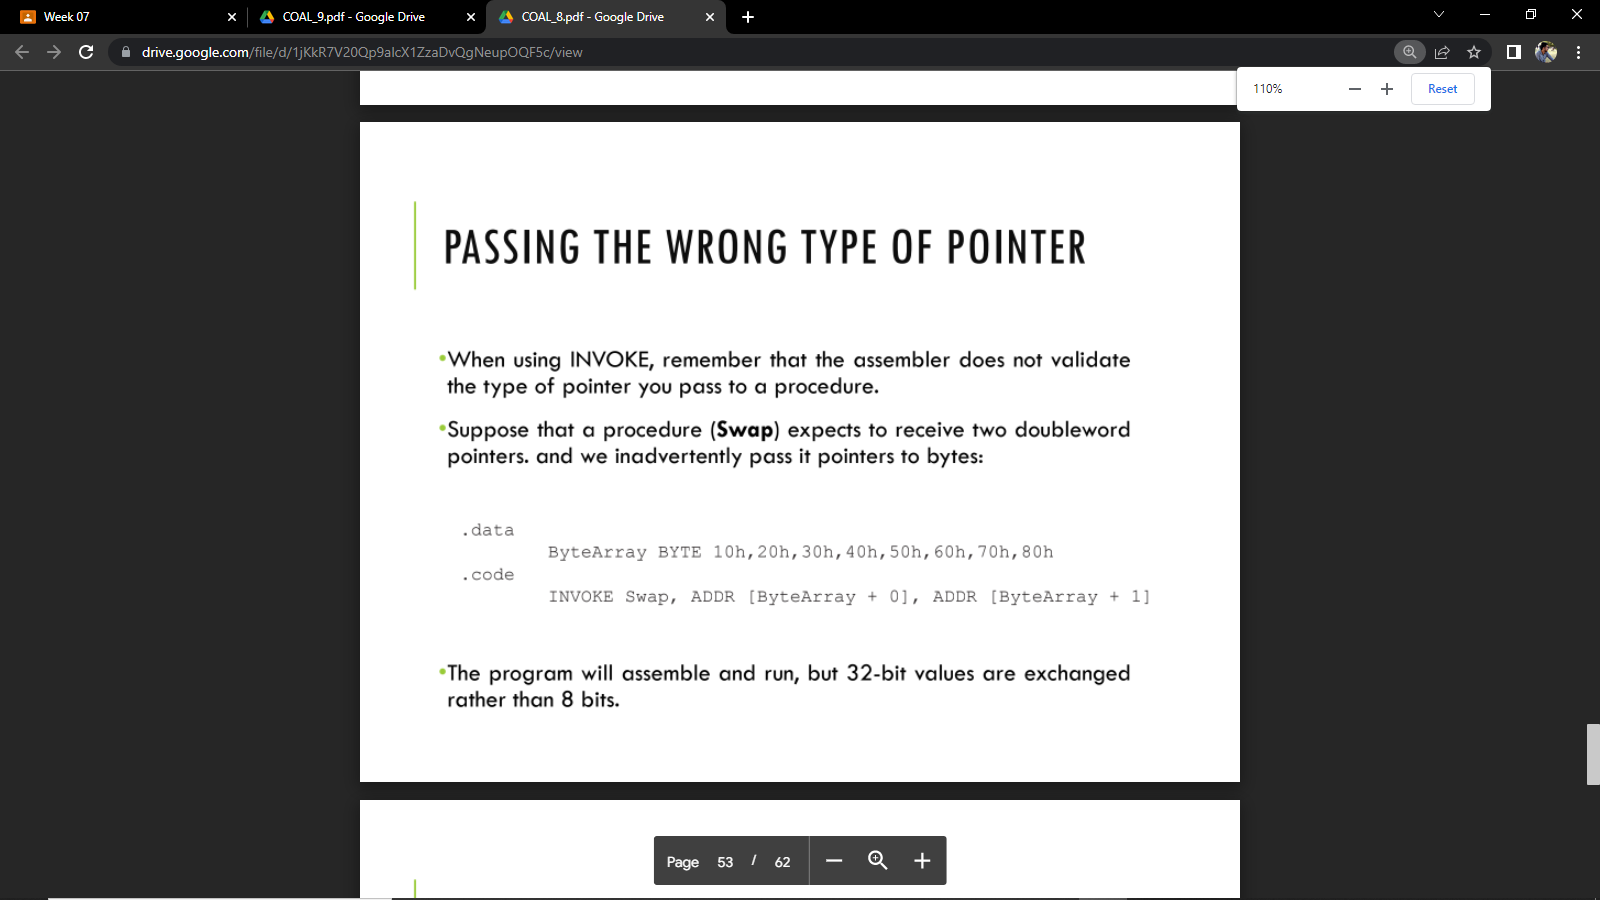 Week 07
COAL_9.pdf - Google Drive
COAL_8.pdf - Google Drive
drive.google.com/file/d/1jKkR7V20Qp9alcX1ZzaDvQgNeupOQF5c/view
110%
Reset
PASSING THE WRONG TYPE OF POINTER
•When using INVOKE, remember that the assembler does not validate
the type of pointer you pass to a procedure.
•Suppose that a procedure (Swap) expects to receive two doubleword
pointers. and we inadvertently pass it pointers to bytes:
.data
ByteArray BYTE 10h,20h,30h,40h,50h,60h,70h,80h
.code
INVOKE Swap, ADDR [ByteArray + 0], ADDR [ByteArray + 1]
•The program will assemble and run, but 32-bit values are exchanged
rather than 8 bits.
Page 53 / 62